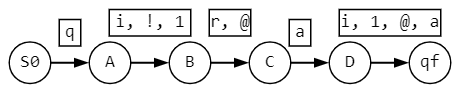 q
i, !, 1
r, @
a
i, 1, @, a
S0
A
B
C
D
qf